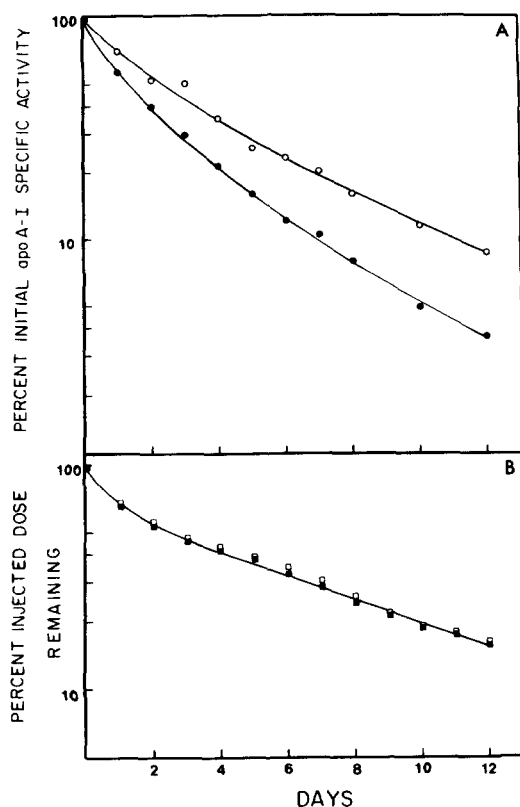 A
100
10
PERCENT INITIAL apo A-I SPECIFIC ACTIVITY
B
100
10
PERCENT INJECTED DOSE
REMAINING
2 4 6 8 10 12
DAYS